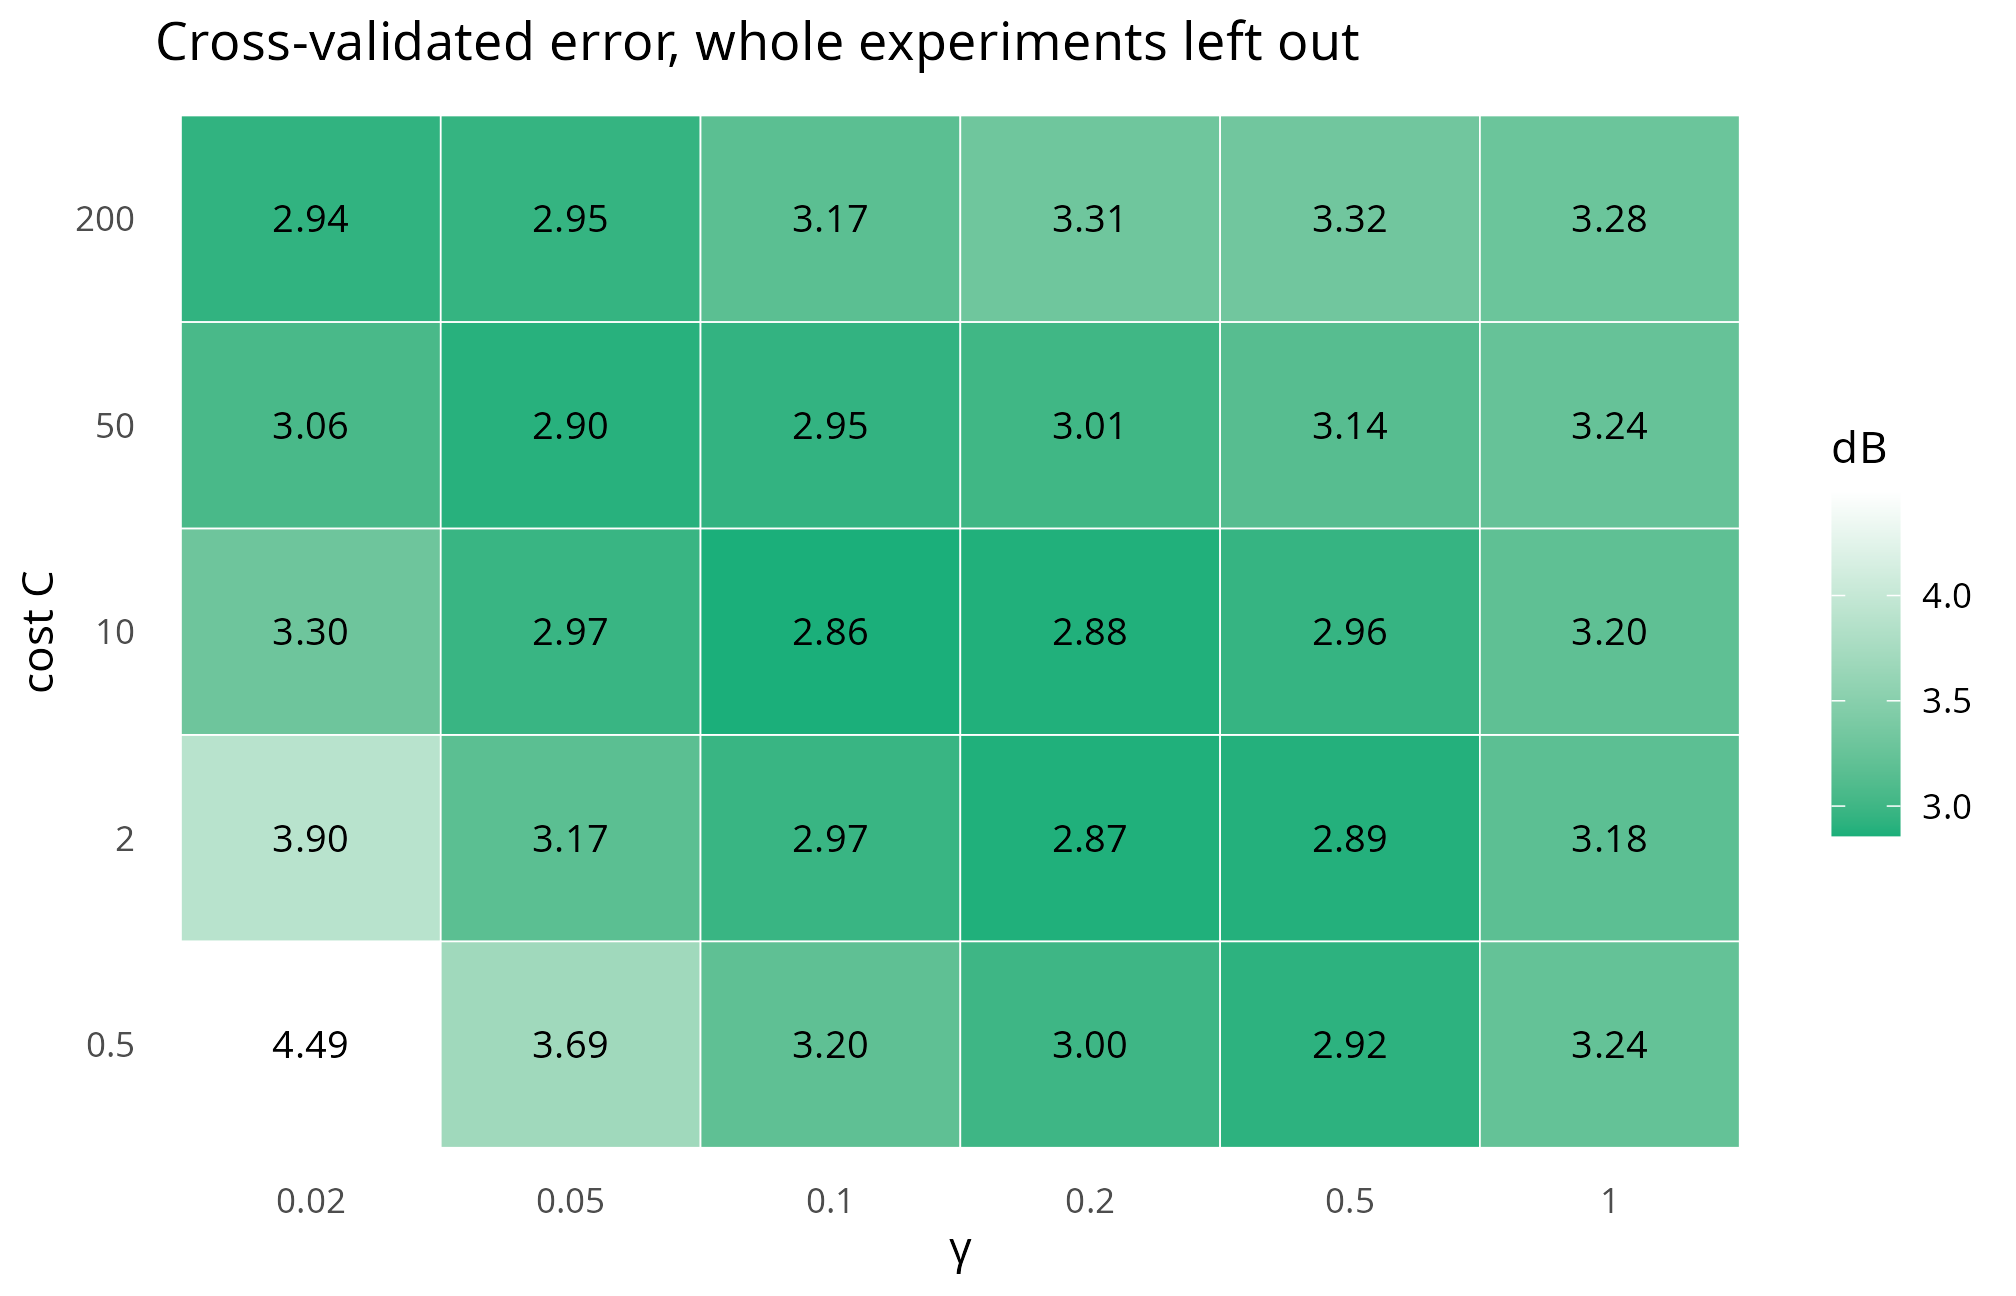 Cross-validated error, whole experiments left out
200 2.94 2.95 3.17 3.31 3.32 3.28
50 3.06 2.90 2.95 3.01 3.14 3.24
10 3.30 2.97 2.86 2.88 2.96 3.20
2 3.90 3.17 2.97 2.87 2.89 3.18
0.5 4.49 3.69 3.20 3.00 2.92 3.24
0.02 0.05 0.1 0.2 0.5 1
γ
cost C
dB
4.0
3.5
3.0